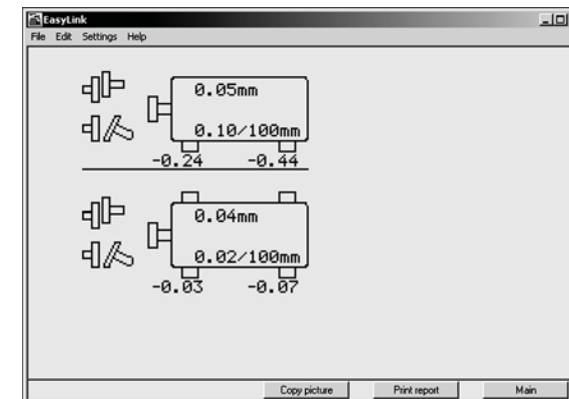 EasyLink
File Edit Settings Help
0.05mm
0.10/100mm
-0.24 -0.44
0.04mm
0.02/100mm
-0.03 -0.07
Copy picture Print report Main